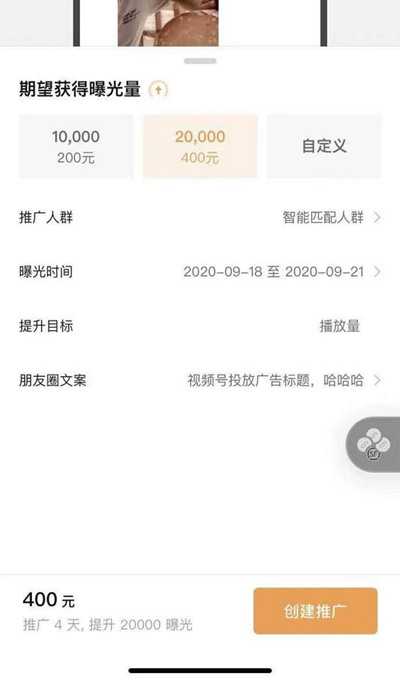 期望获得曝光量
10,000
200元
20,000
400元
自定义
推广人群 智能匹配人群
曝光时间 2020-09-18 至 2020-09-21
提升目标 播放量
朋友圈文案 视频号投放广告标题，哈哈哈
400 元
推广 4 天, 提升 20000 曝光
创建推广